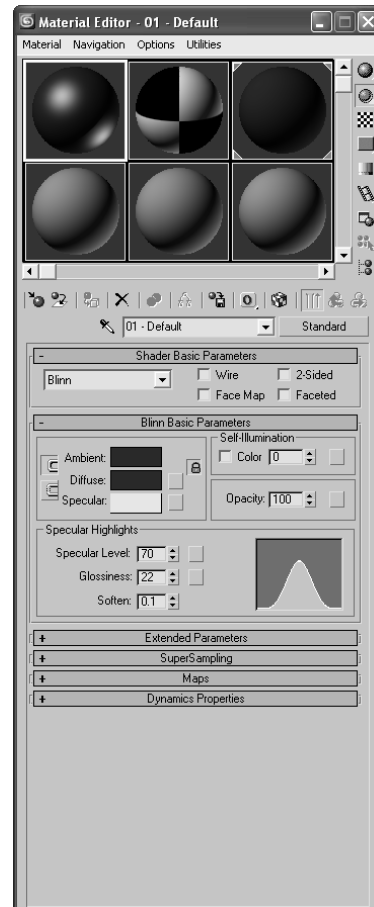 Material Editor - 01 - Default
Material Navigation Options Utilities
01 - Default Standard
- Shader Basic Parameters
Blinn Wire 2-Sided
Face Map Faceted
- Blinn Basic Parameters
Self-Illumination
Ambient: Color 0
Diffuse:
Specular: Opacity: 100
Specular Highlights
Specular Level: 70
Glossiness: 22
Soften: 0.1
+ Extended Parameters
+ SuperSampling
+ Maps
+ Dynamics Properties